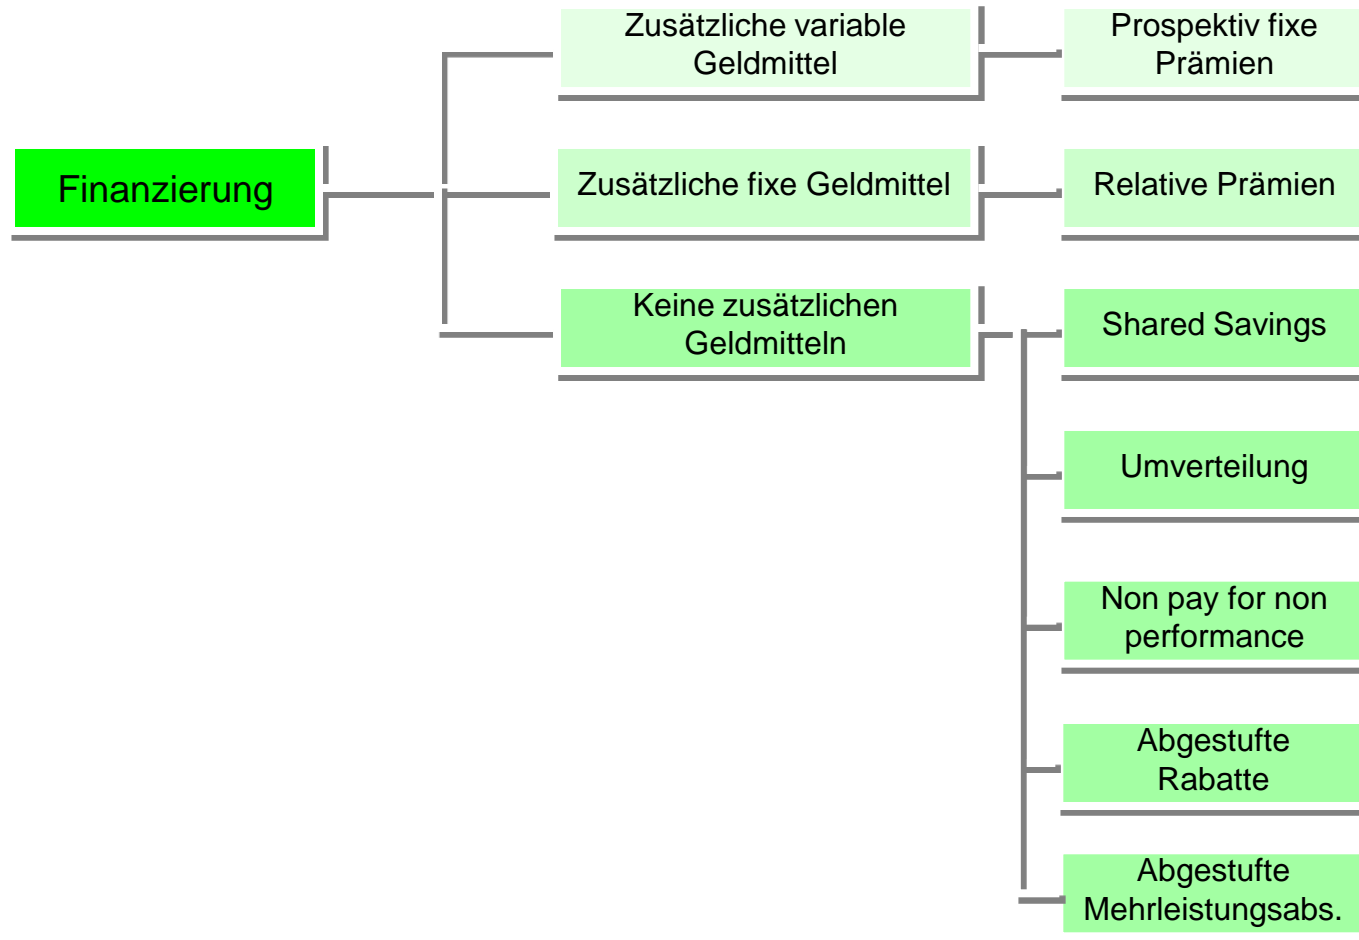 Finanzierung
Zusätzliche variable
Geldmittel
Prospektiv fixe
Prämien
Zusätzliche fixe Geldmittel
Relative Prämien
Keine zusätzlichen
Geldmitteln
Shared Savings
Umverteilung
Non pay for non
performance
Abgestufte
Rabatte
Abgestufte
Mehrleistungsabs.